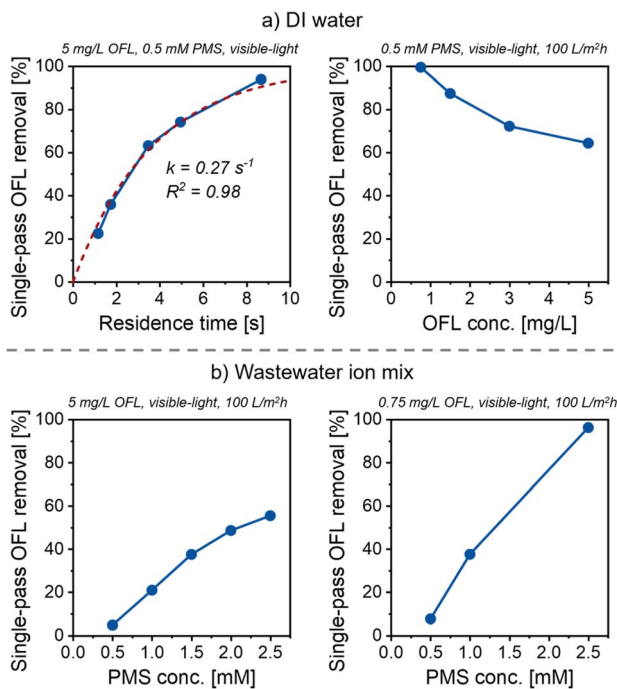 a) DI water
5 mg/L OFL, 0.5 mM PMS, visible-light
Single-pass OFL removal [%]
100
80
60
40
20
0
k = 0.27 s⁻¹
R² = 0.98
0 2 4 6 8 10
Residence time [s]
0.5 mM PMS, visible-light, 100 L/m²h
Single-pass OFL removal [%]
100
80
60
40
20
0
0 1 2 3 4 5
OFL conc. [mg/L]
b) Wastewater ion mix
5 mg/L OFL, visible-light, 100 L/m²h
Single-pass OFL removal [%]
100
80
60
40
20
0
0.0 0.5 1.0 1.5 2.0 2.5
PMS conc. [mM]
0.75 mg/L OFL, visible-light, 100 L/m²h
Single-pass OFL removal [%]
100
80
60
40
20
0
0.0 0.5 1.0 1.5 2.0 2.5
PMS conc. [mM]